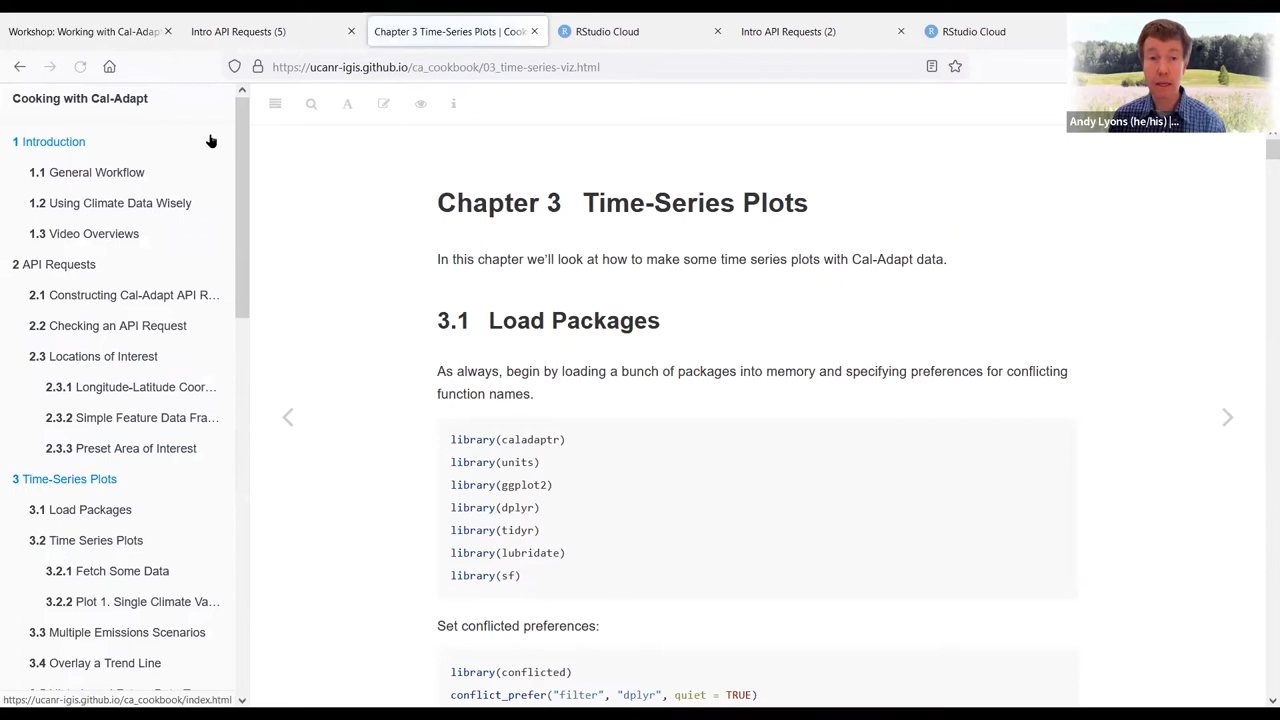 Workshop: Working with Cal-Adapt
Intro API Requests (5)
Chapter 3 Time-Series Plots | Cook
RStudio Cloud
Intro API Requests (2)
RStudio Cloud
https://ucanr-igis.github.io/ca_cookbook/03_time-series-viz.html
Andy Lyons (he/his) |...
Cooking with Cal-Adapt
1 Introduction
1.1 General Workflow
1.2 Using Climate Data Wisely
1.3 Video Overviews
2 API Requests
2.1 Constructing Cal-Adapt API R...
2.2 Checking an API Request
2.3 Locations of Interest
2.3.1 Longitude-Latitude Coor...
2.3.2 Simple Feature Data Fra...
2.3.3 Preset Area of Interest
3 Time-Series Plots
3.1 Load Packages
3.2 Time Series Plots
3.2.1 Fetch Some Data
3.2.2 Plot 1. Single Climate Va...
3.3 Multiple Emissions Scenarios
3.4 Overlay a Trend Line
https://ucanr-igis.github.io/ca_cookbook/index.html
Chapter 3 Time-Series Plots
In this chapter we'll look at how to make some time series plots with Cal-Adapt data.
3.1 Load Packages
As always, begin by loading a bunch of packages into memory and specifying preferences for conflicting
function names.
library(caladaptr)
library(units)
library(ggplot2)
library(dplyr)
library(tidyr)
library(lubridate)
library(sf)
Set conflicted preferences:
library(conflicted)
conflict_prefer("filter", "dplyr", quiet = TRUE)